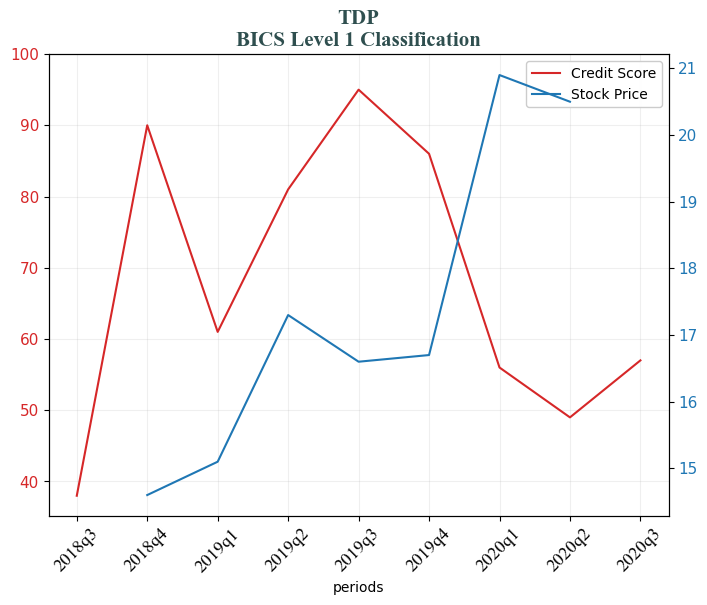 TDP
BICS Level 1 Classification
Credit Score
Stock Price
100
90
80
70
60
50
40
21
20
19
18
17
16
15
2018q3
2018q4
2019q1
2019q2
2019q3
2019q4
2020q1
2020q2
2020q3
periods